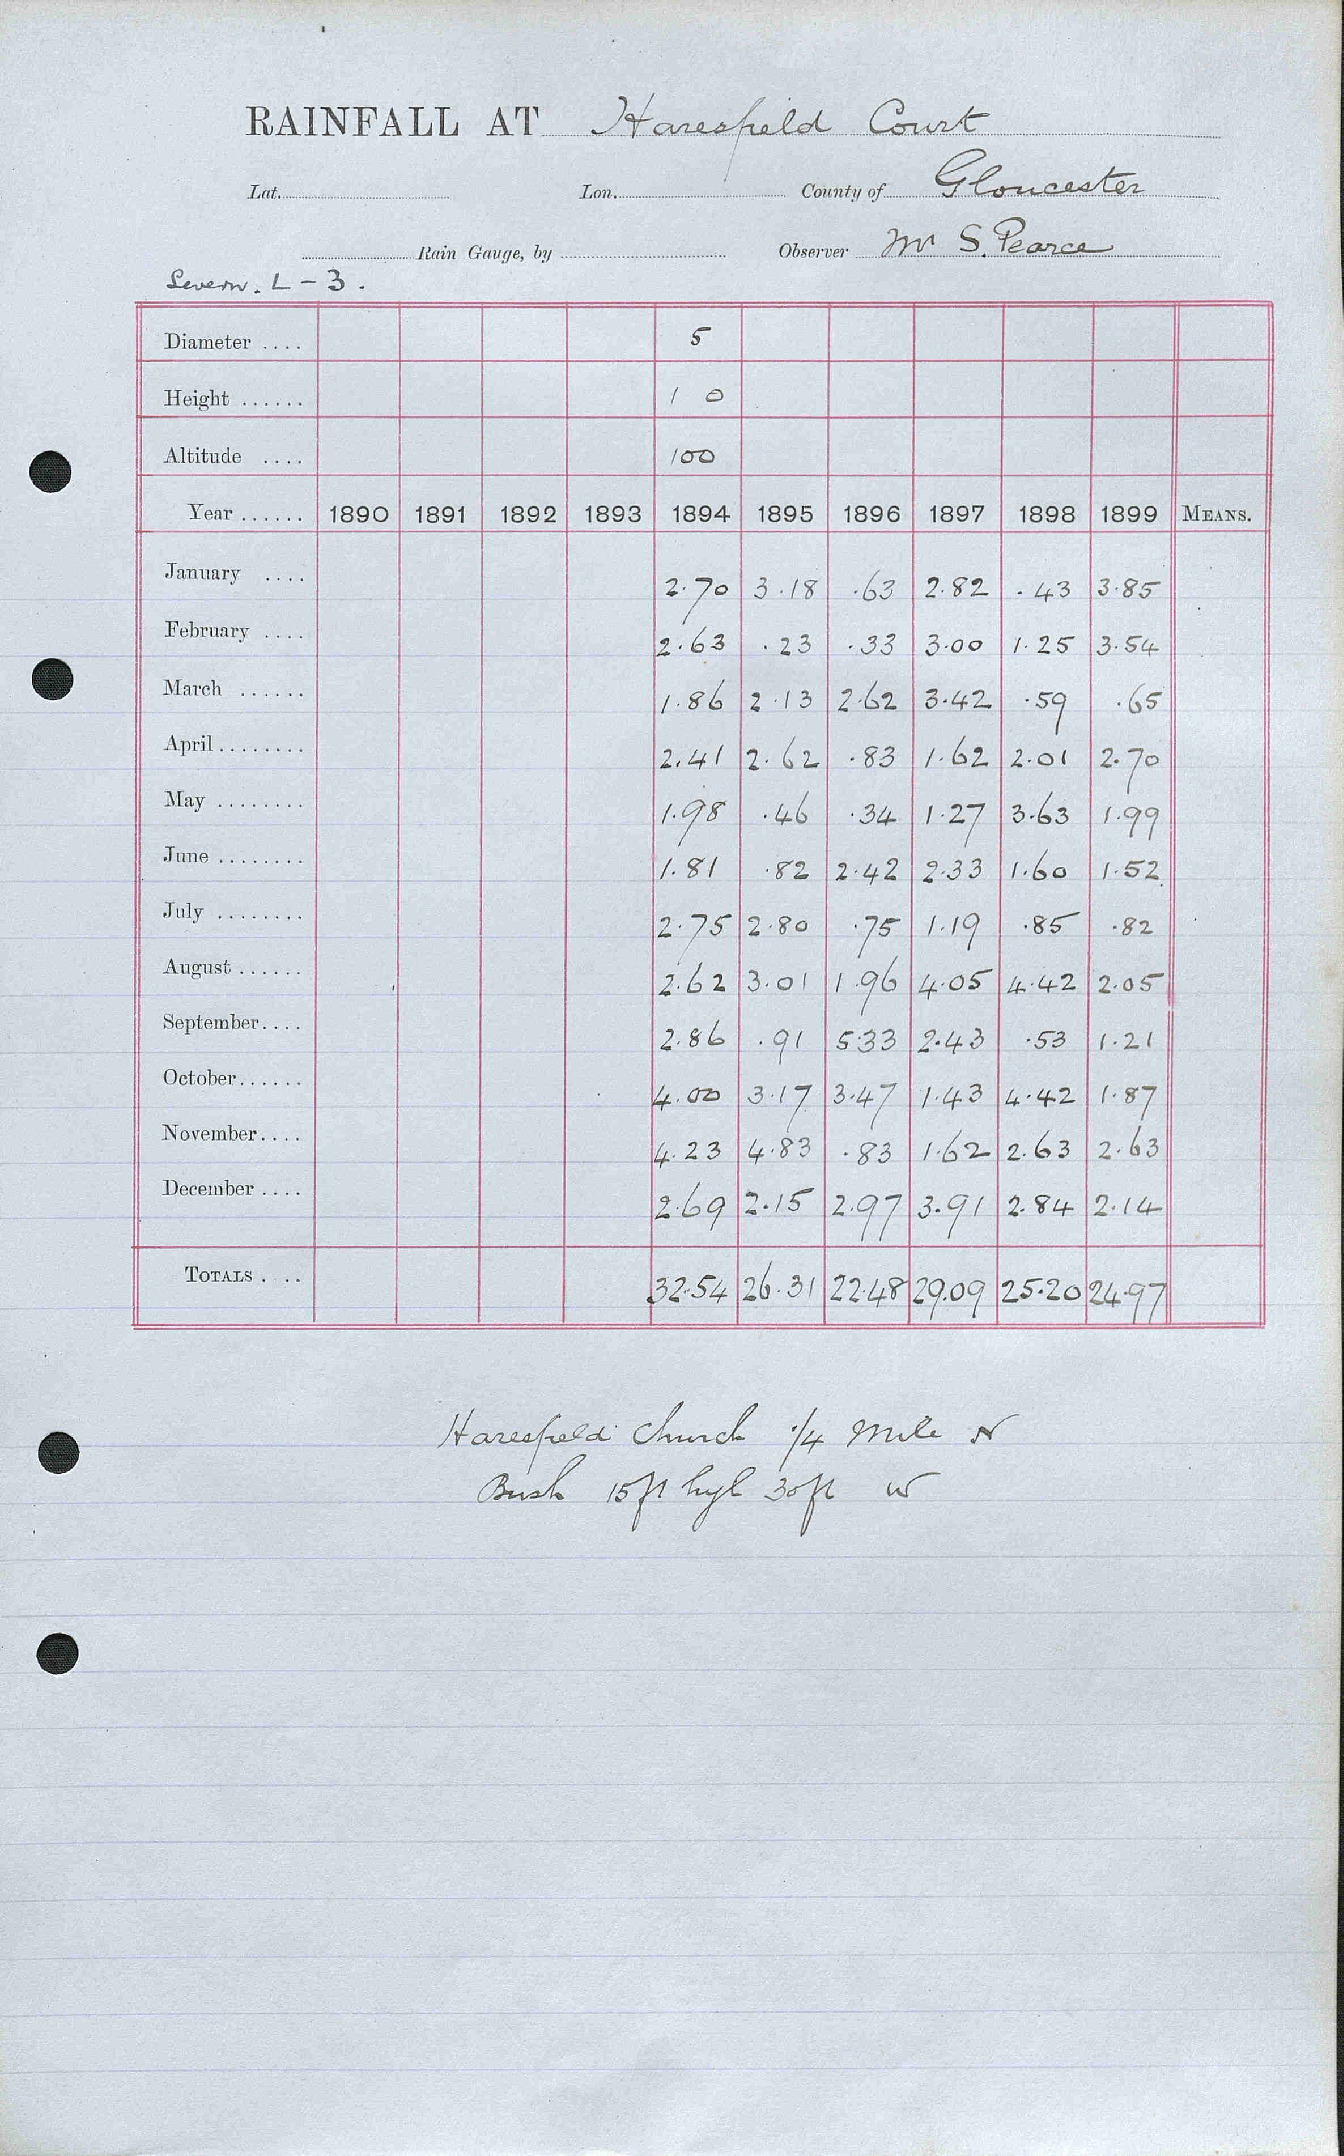 RAINFALL AT Haresfield Court
Lat. Lon. County of Gloucester
Rain Gauge, by Observer Mr S. Pearce
Severn. L - 3.
Diameter .... 5
Height ...... 1 0
Altitude .... 100
Year ...... 1890 1891 1892 1893 1894 1895 1896 1897 1898 1899 MEANS.
January .... 2.70 3.18 .63 2.82 .43 3.85
February .... 2.63 .23 .33 3.00 1.25 3.54
March ...... 1.86 2.13 2.62 3.42 .59 .65
April ........ 2.41 2.62 .83 1.62 2.01 2.70
May ........ 1.98 .46 .34 1.27 3.63 1.99
June ........ 1.81 .82 2.42 2.33 1.60 1.52
July ........ 2.75 2.80 .75 1.19 .85 .82
August ...... 2.62 3.01 1.96 4.05 4.42 2.05
September.... 2.86 .91 5.33 2.43 .53 1.21
October...... 4.00 3.17 3.47 1.43 4.42 1.87
November.... 4.23 4.83 .83 1.62 2.63 2.63
December .... 2.69 2.15 2.97 3.91 2.84 2.14
TOTALS .... 32.54 26.31 22.48 29.09 25.20 24.97
Haresfield Church 1/4 Mile N
Bush 15ft high 30ft W